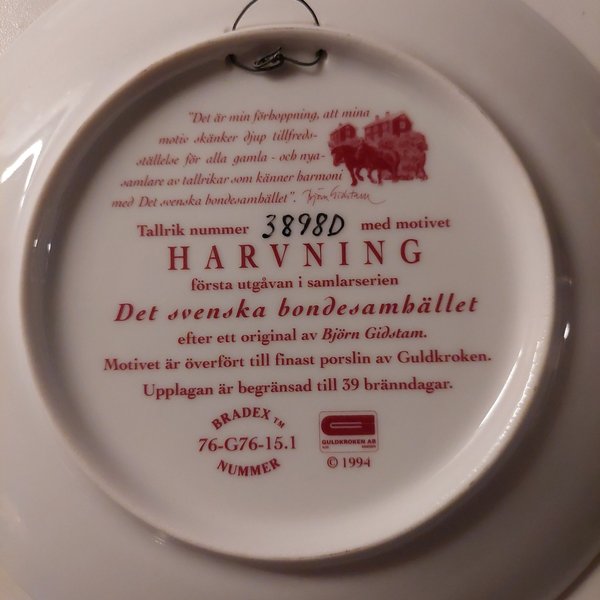 "Det är min förhoppning, att mina
motiv skänker djup tillfreds-
ställelse för alla gamla - och nya-
samlare av tallrikar som känner harmoni
med Det svenska bondesamhället". Björn Gidstam
Tallrik nummer 3898D med motivet
HARVNING
första utgåvan i samlarserien
Det svenska bondesamhället
efter ett original av Björn Gidstam.
Motivet är överfört till finast porslin av Guldkroken.
Upplagan är begränsad till 39 bränndagar.
BRADEX TM
76-G76-15.1
NUMMER
GULDKROKEN AB
© 1994